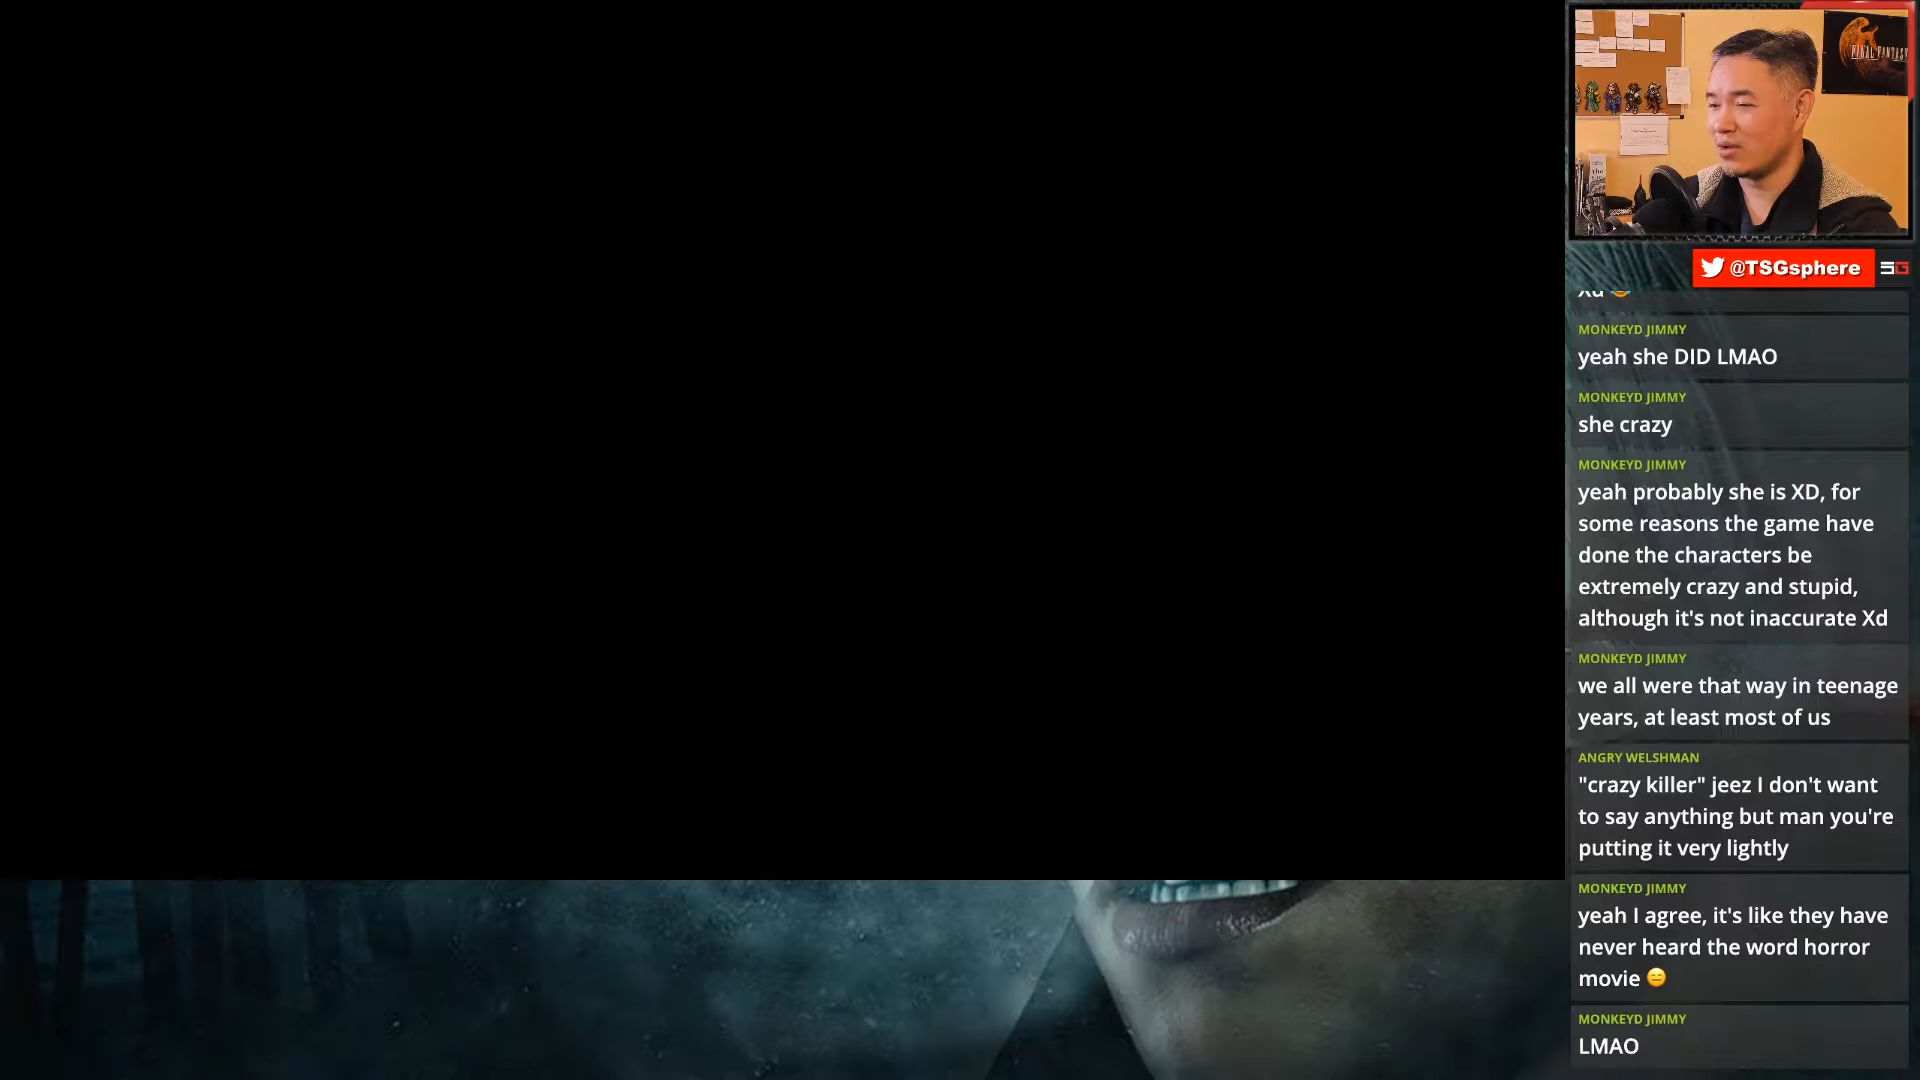 FINAL FANTASY
@TSGsphere
SG
MONKEYD JIMMY
yeah she DID LMAO
MONKEYD JIMMY
she crazy
MONKEYD JIMMY
yeah probably she is XD, for
some reasons the game have
done the characters be
extremely crazy and stupid,
although it's not inaccurate Xd
MONKEYD JIMMY
we all were that way in teenage
years, at least most of us
ANGRY WELSHMAN
"crazy killer" jeez I don't want
to say anything but man you're
putting it very lightly
MONKEYD JIMMY
yeah I agree, it's like they have
never heard the word horror
movie 😑
MONKEYD JIMMY
LMAO